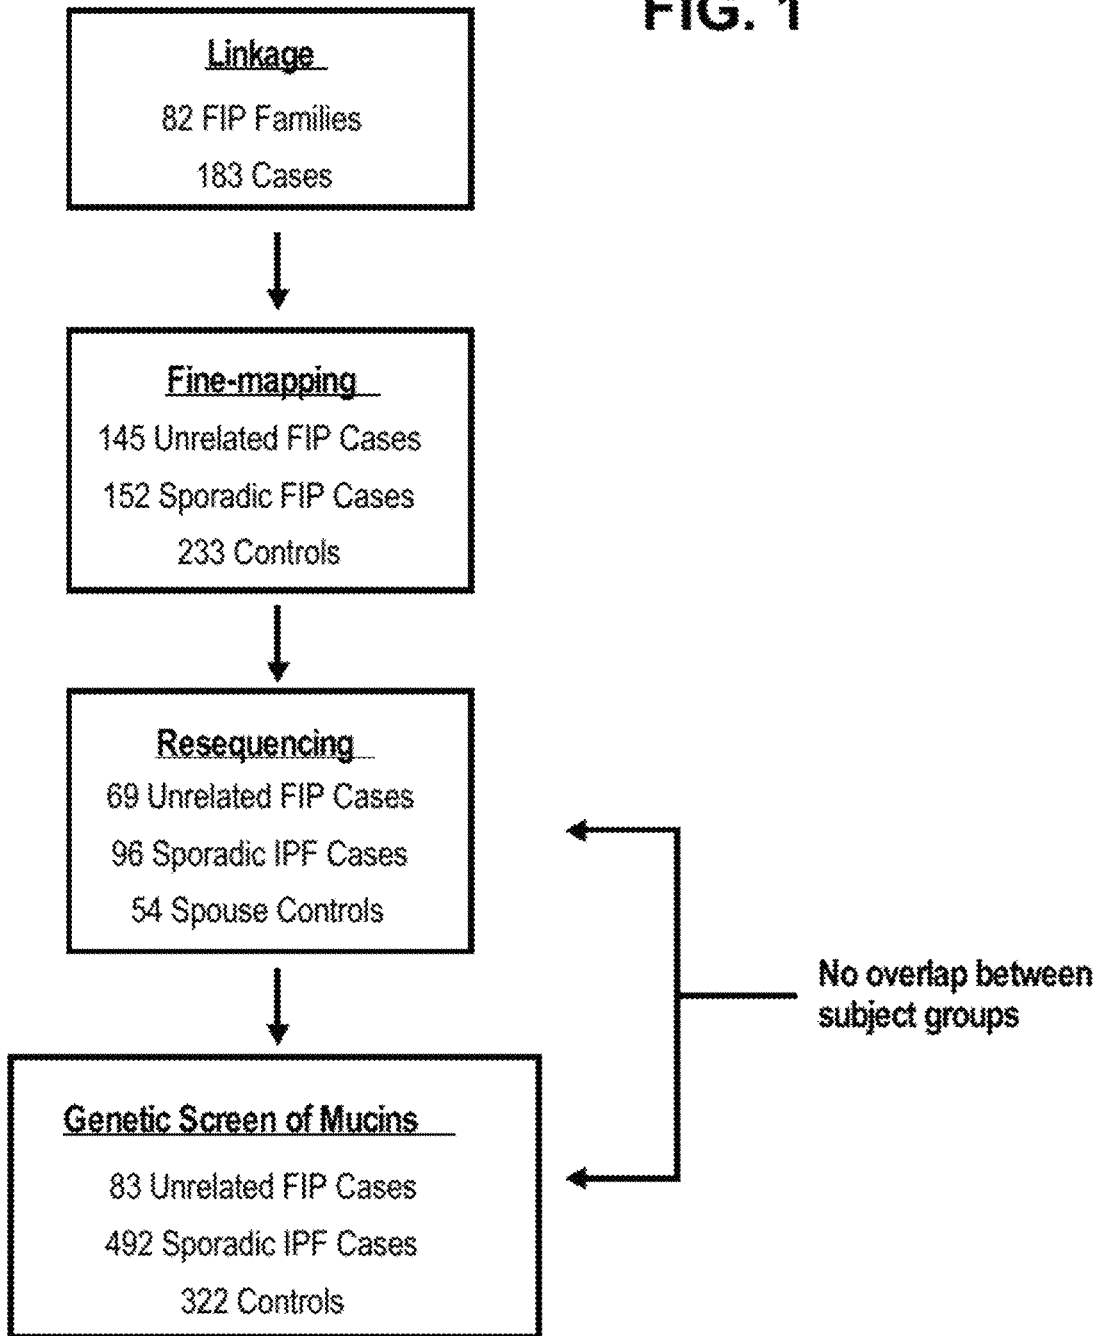 FIG. 1
Linkage
82 FIP Families
183 Cases
Fine-mapping
145 Unrelated FIP Cases
152 Sporadic FIP Cases
233 Controls
Resequencing
69 Unrelated FIP Cases
96 Sporadic IPF Cases
54 Spouse Controls
No overlap between
subject groups
Genetic Screen of Mucins
83 Unrelated FIP Cases
492 Sporadic IPF Cases
322 Controls